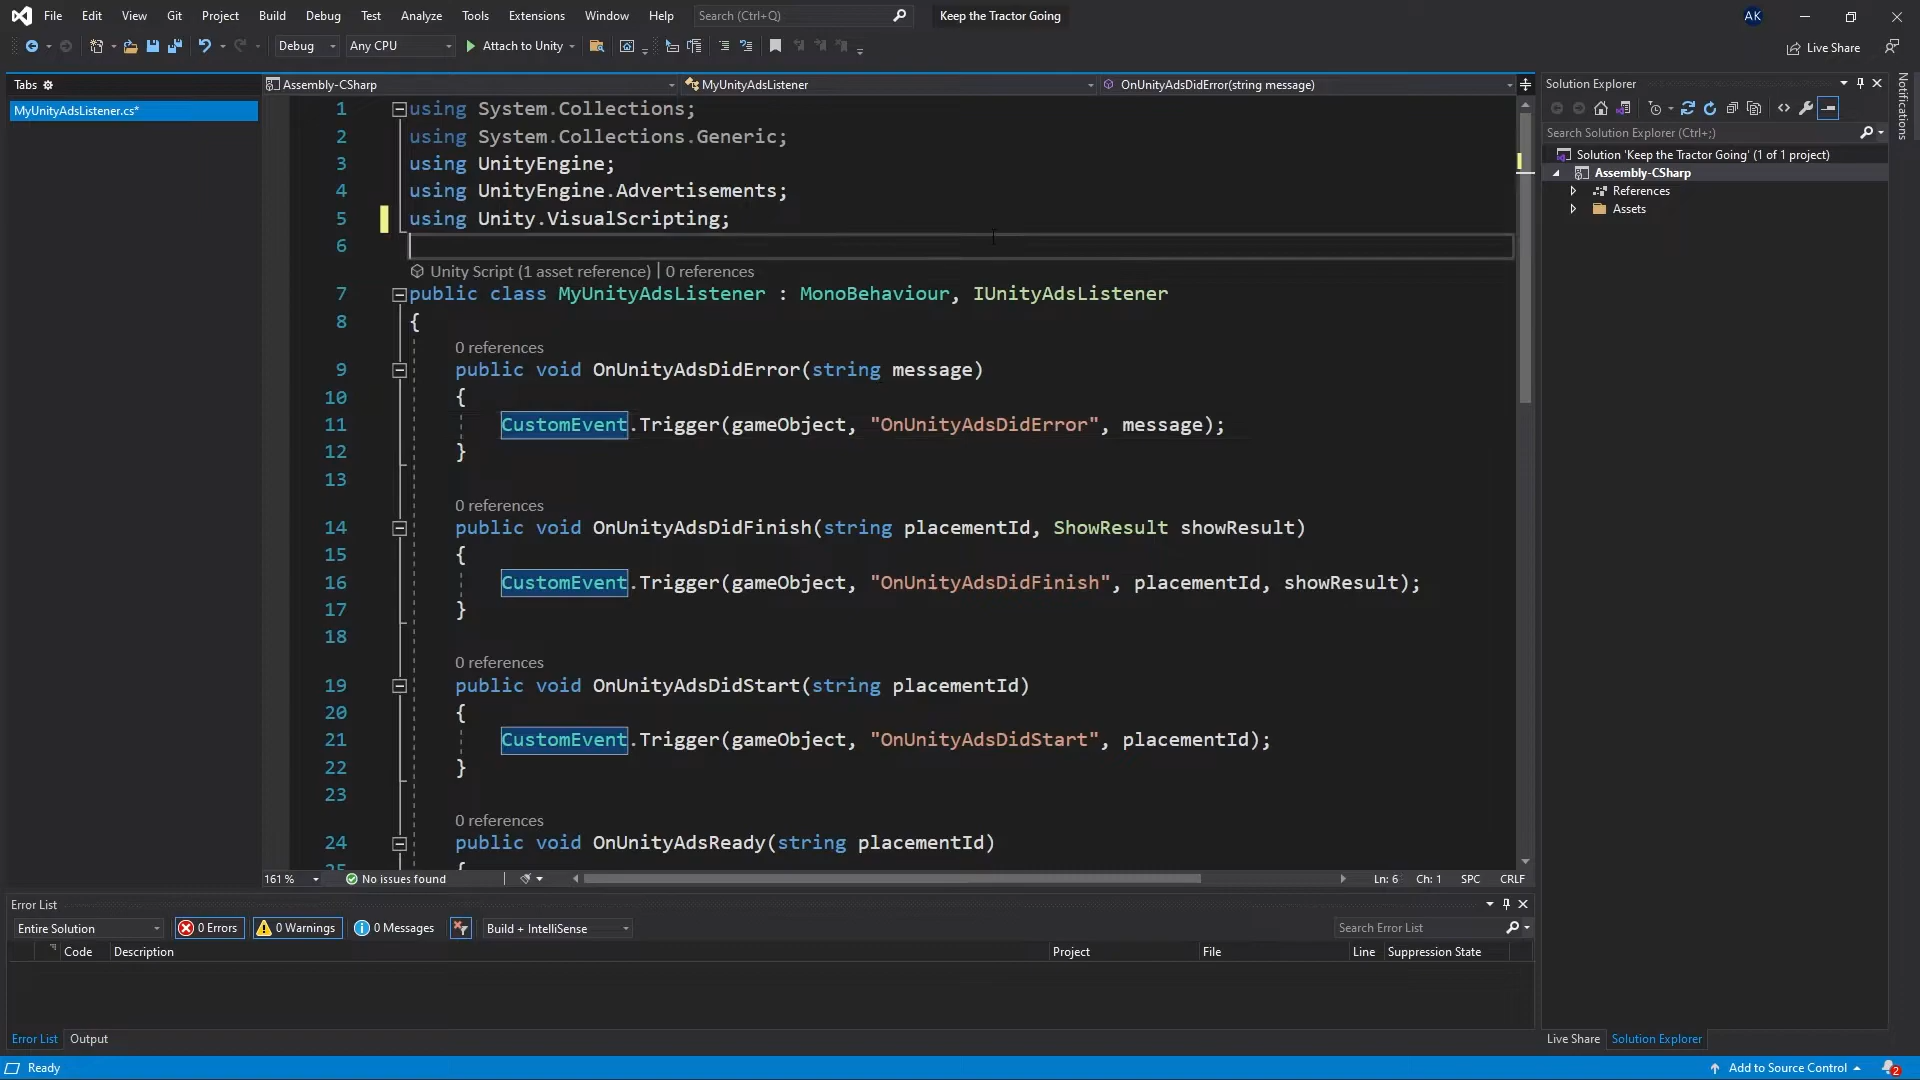 File Edit View Git Project Build Debug Test Analyze Tools Extensions Window Help Search (Ctrl+Q) Keep the Tractor Going AK
Debug Any CPU Attach to Unity Live Share
Tabs
MyUnityAdsListener.cs*
Assembly-CSharp MyUnityAdsListener OnUnityAdsDidError(string message)
1 using System.Collections;
2 using System.Collections.Generic;
3 using UnityEngine;
4 using UnityEngine.Advertisements;
5 using Unity.VisualScripting;
6
Unity Script (1 asset reference) | 0 references
7 public class MyUnityAdsListener : MonoBehaviour, IUnityAdsListener
8 {
0 references
9 public void OnUnityAdsDidError(string message)
10 {
11 CustomEvent.Trigger(gameObject, "OnUnityAdsDidError", message);
12 }
13
0 references
14 public void OnUnityAdsDidFinish(string placementId, ShowResult showResult)
15 {
16 CustomEvent.Trigger(gameObject, "OnUnityAdsDidFinish", placementId, showResult);
17 }
18
0 references
19 public void OnUnityAdsDidStart(string placementId)
20 {
21 CustomEvent.Trigger(gameObject, "OnUnityAdsDidStart", placementId);
22 }
23
0 references
24 public void OnUnityAdsReady(string placementId)
25 {
161 % No issues found Ln: 6 Ch: 1 SPC CRLF
Solution Explorer
Search Solution Explorer (Ctrl+;)
Solution 'Keep the Tractor Going' (1 of 1 project)
Assembly-CSharp
References
Assets
Notifications
Error List
Entire Solution 0 Errors 0 Warnings 0 Messages Build + IntelliSense Search Error List
Code Description Project File Line Suppression State
Error List Output
Live Share Solution Explorer
Ready Add to Source Control 2